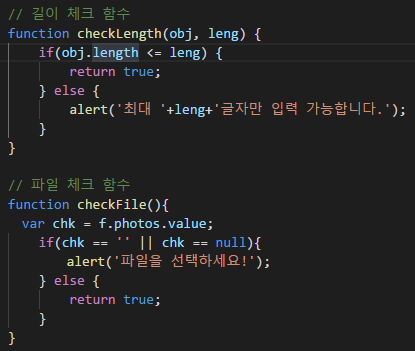 // 길이 체크 함수
function checkLength(obj, leng) {
    if(obj.length <= leng) {
        return true;
    } else {
        alert('최대 '+leng+'글자만 입력 가능합니다.');
    }
}

// 파일 체크 함수
function checkFile(){
  var chk = f.photos.value;
    if(chk == '' || chk == null){
        alert('파일을 선택하세요!');
    } else {
        return true;
    }
}